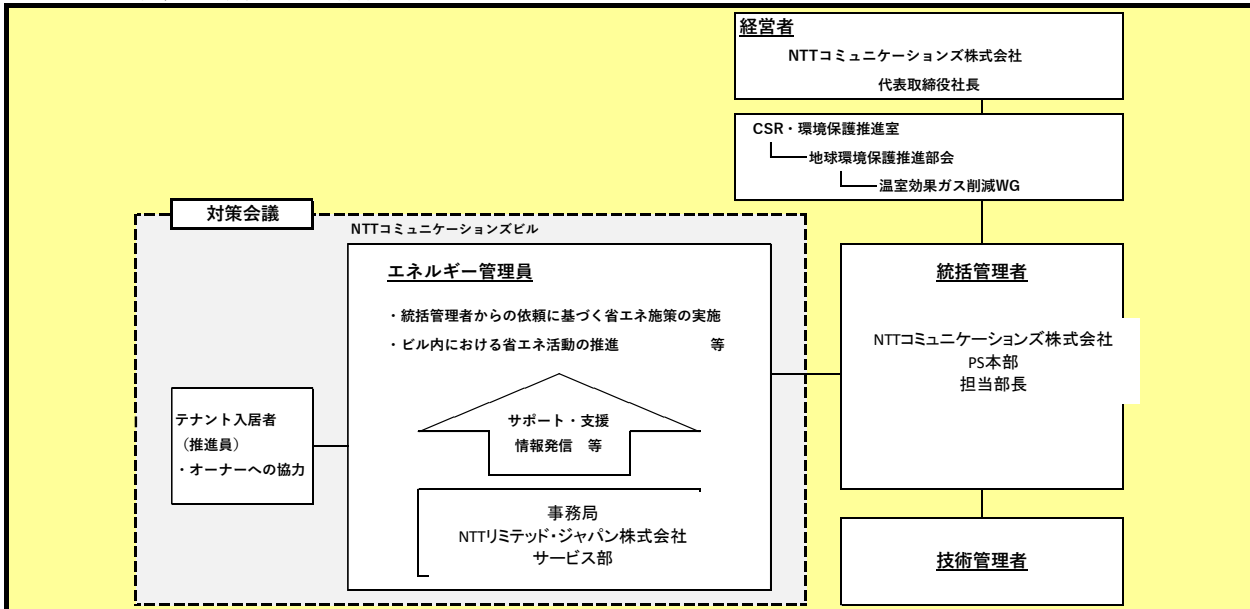 経営者
NTTコミュニケーションズ株式会社
代表取締役社長
CSR・環境保護推進室
地球環境保護推進部会
温室効果ガス削減WG
対策会議
NTTコミュニケーションズビル
エネルギー管理員
・統括管理者からの依頼に基づく省エネ施策の実施
・ビル内における省エネ活動の推進 等
サポート・支援
情報発信 等
事務局
NTTリミテッド・ジャパン株式会社
サービス部
テナント入居者
（推進員）
・オーナーへの協力
統括管理者
NTTコミュニケーションズ株式会社
PS本部
担当部長
技術管理者